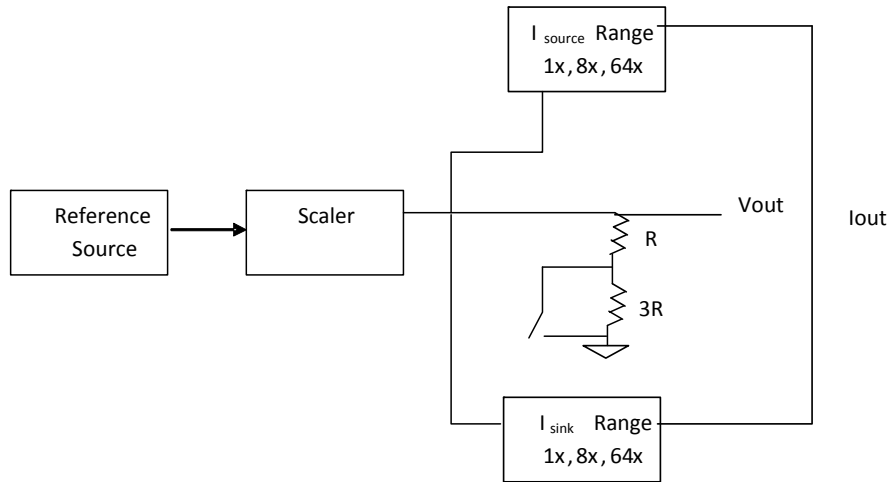 I source Range
1x, 8x, 64x
Reference
Source
Scaler
Vout
Iout
R
3R
I sink Range
1x, 8x, 64x